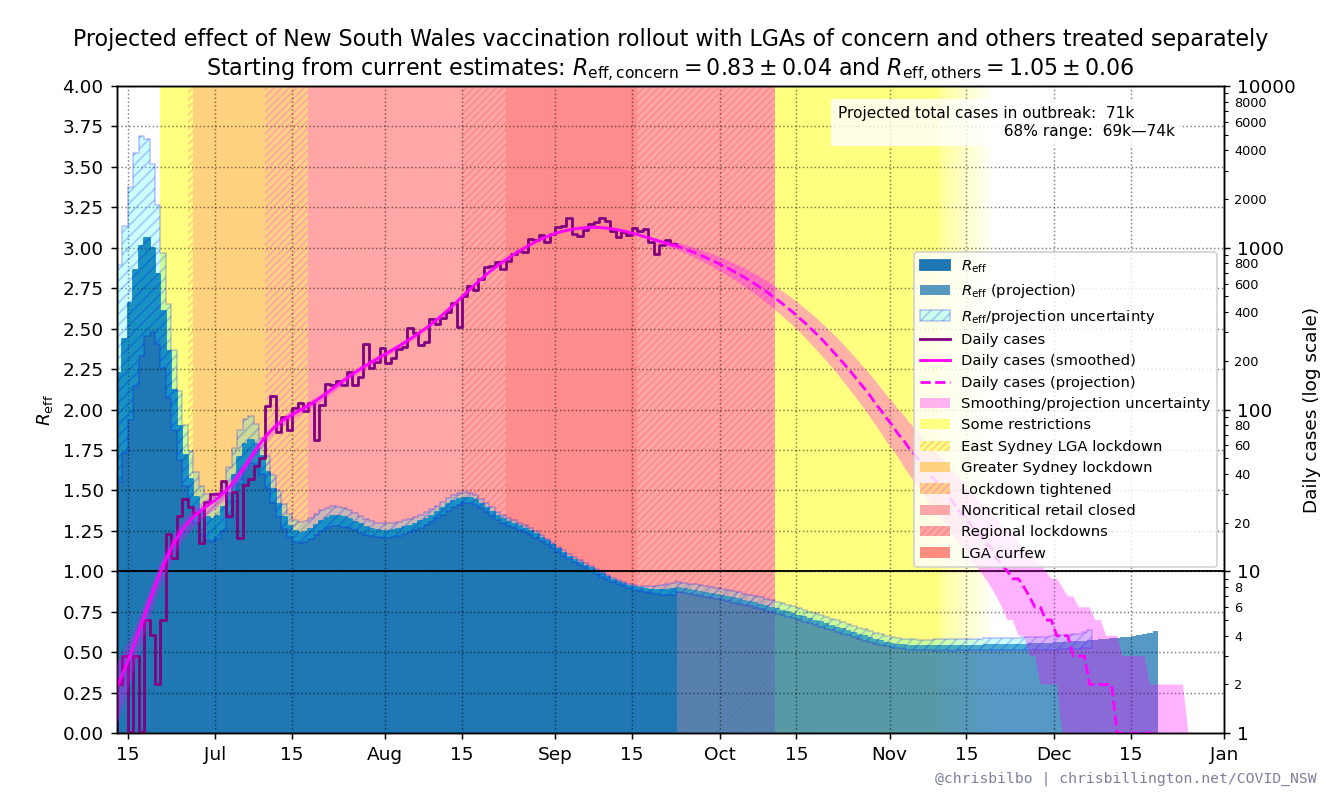 Projected effect of New South Wales vaccination rollout with LGAs of concern and others treated separately
Starting from current estimates: R_eff, concern = 0.83 ± 0.04 and R_eff, others = 1.05 ± 0.06
Projected total cases in outbreak: 71k
68% range: 69k—74k
R_eff
4.00
3.75
3.50
3.25
3.00
2.75
2.50
2.25
2.00
1.75
1.50
1.25
1.00
0.75
0.50
0.25
0.00
R_eff
R_eff (projection)
R_eff/projection uncertainty
Daily cases
Daily cases (smoothed)
Daily cases (projection)
Smoothing/projection uncertainty
Some restrictions
East Sydney LGA lockdown
Greater Sydney lockdown
Lockdown tightened
Noncritical retail closed
Regional lockdowns
LGA curfew
10000
8000
6000
4000
2000
1000
800
600
400
200
100
80
60
40
20
10
8
6
4
2
1
Daily cases (log scale)
15 Jul 15 Aug 15 Sep 15 Oct 15 Nov 15 Dec 15 Jan
@chrisbilbo | chrisbillington.net/COVID_NSW